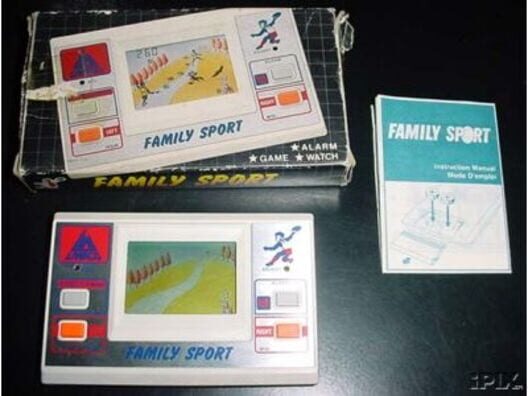 260
LEFT
RIGHT
FAMILY SPORT
★ ALARM
★ GAME ★ WATCH
FAMILY SPORT
FAMILY SPORT
Instruction Manual
Mode D'emploi
RIGHT
FAMILY SPORT
iPIX